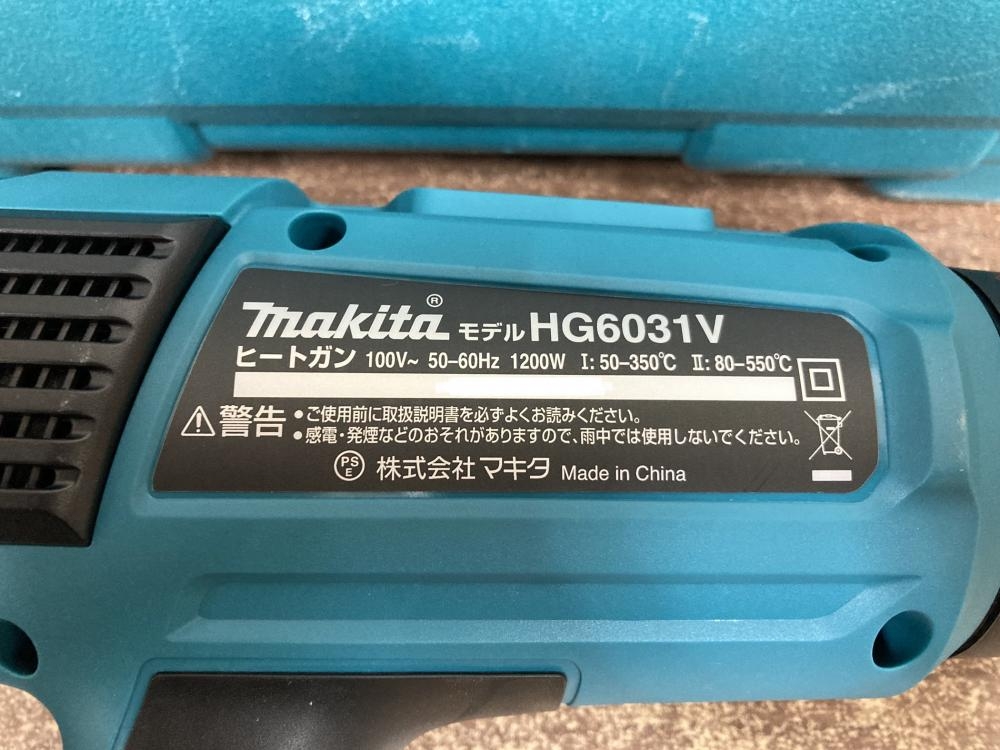 makita® モデル HG6031V
ヒートガン 100V~ 50-60Hz 1200W I: 50-350℃ II: 80-550℃
警告 • ご使用前に取扱説明書を必ずよくお読みください。
• 感電・発煙などのおそれがありますので、雨中では使用しないでください。
PSE 株式会社 マキタ Made in China